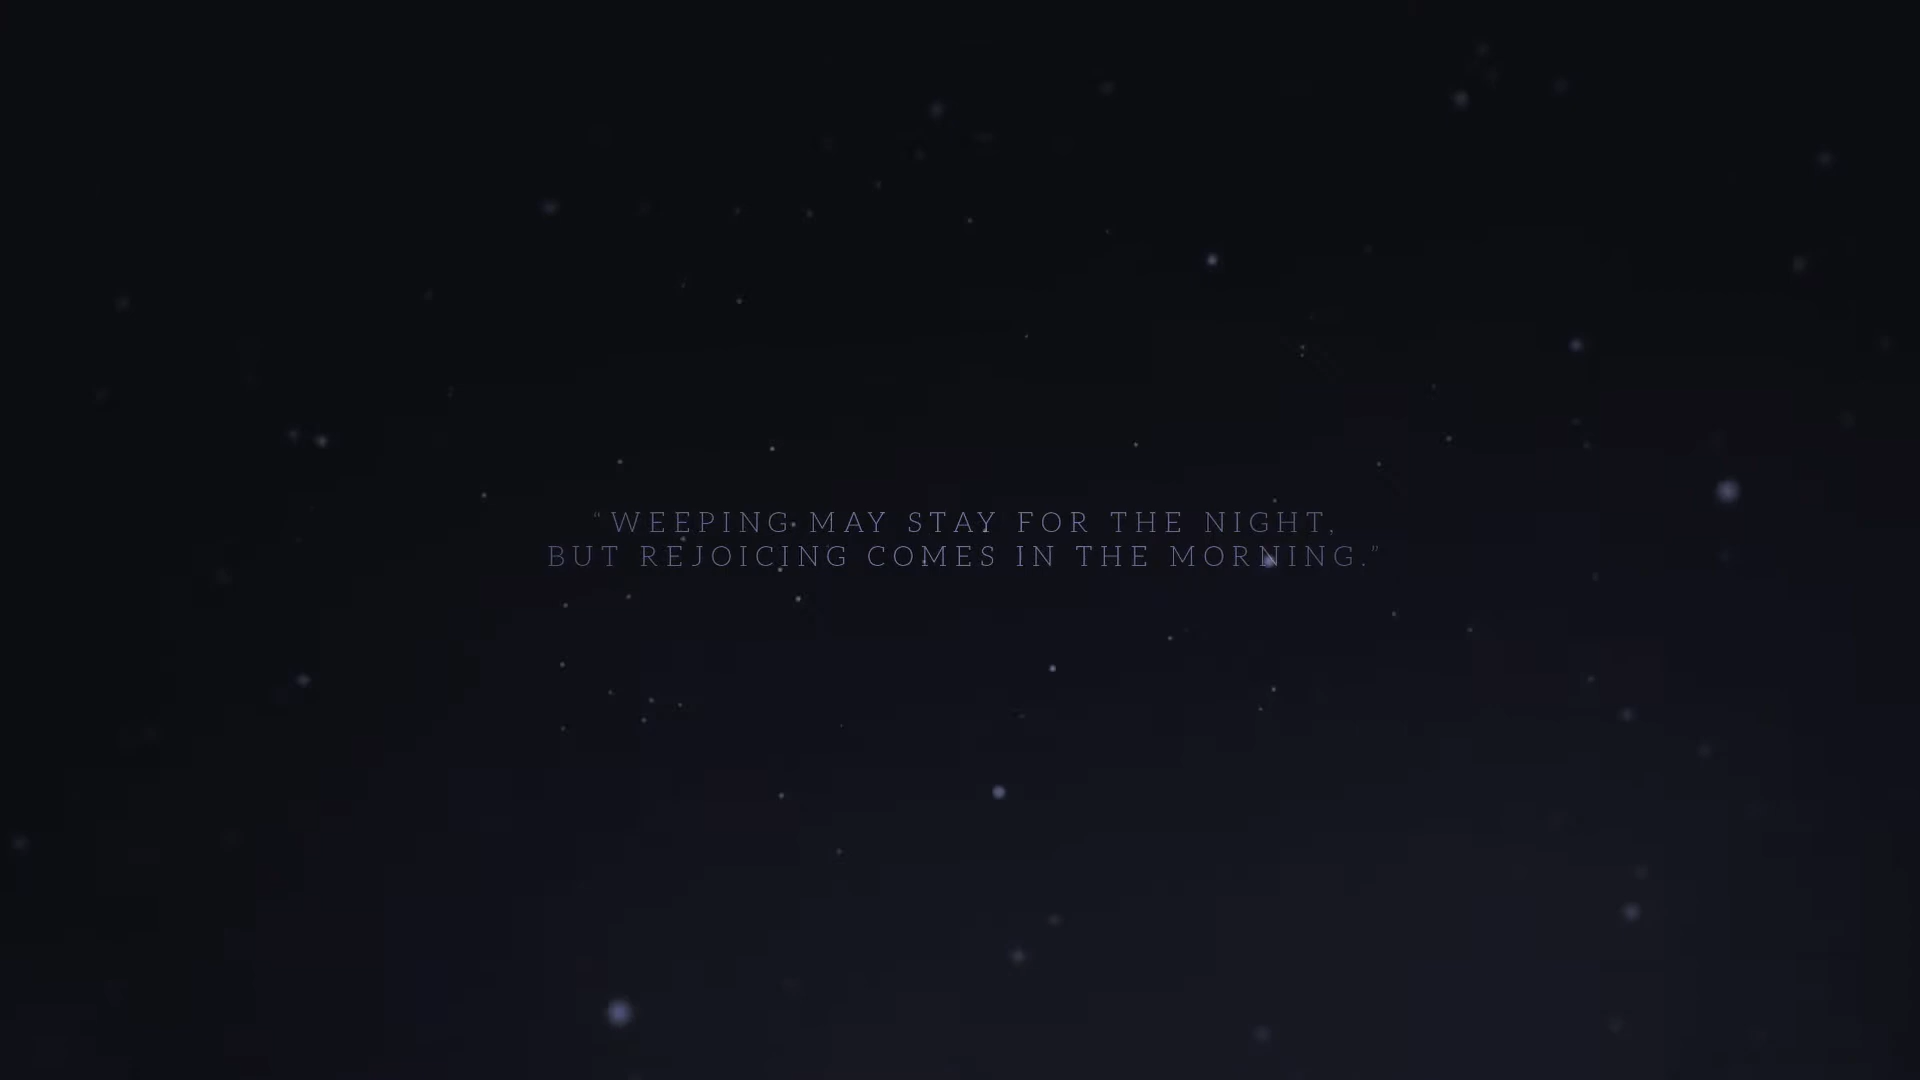 “WEEPING MAY STAY FOR THE NIGHT,
BUT REJOICING COMES IN THE MORNING.”